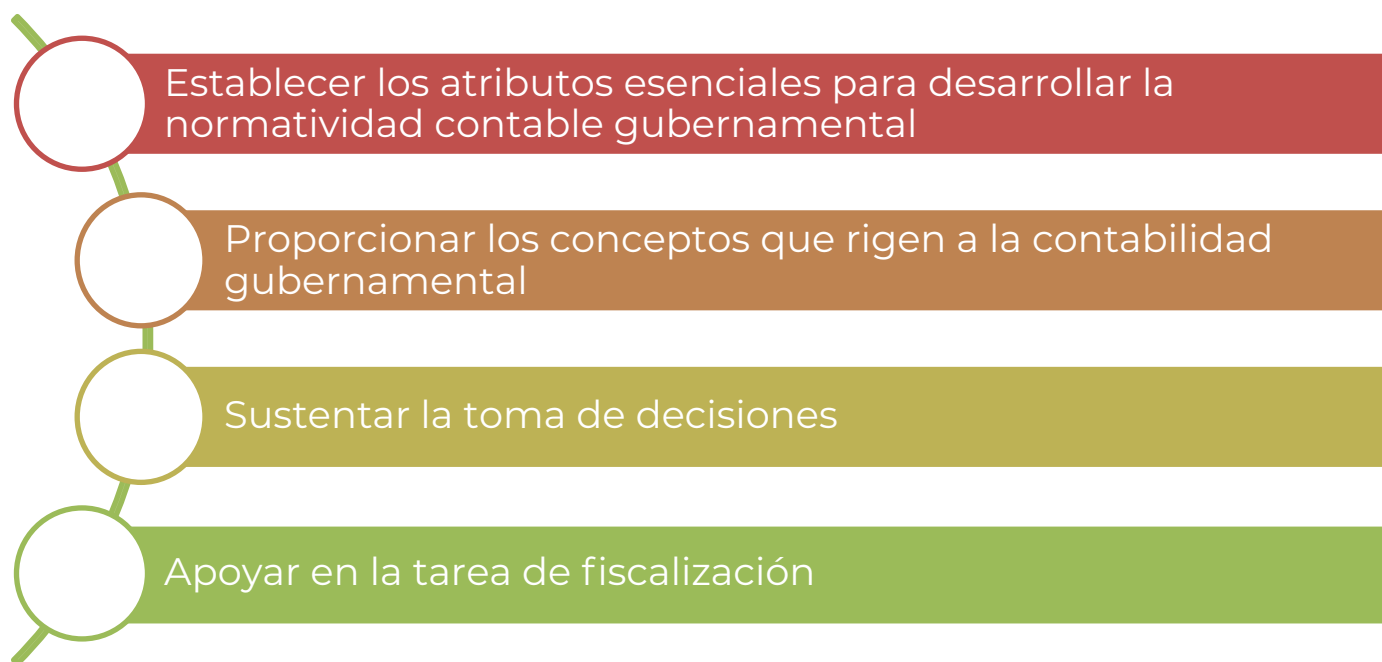 Establecer los atributos esenciales para desarrollar la
normatividad contable gubernamental
Proporcionar los conceptos que rigen a la contabilidad
gubernamental
Sustentar la toma de decisiones
Apoyar en la tarea de fiscalización